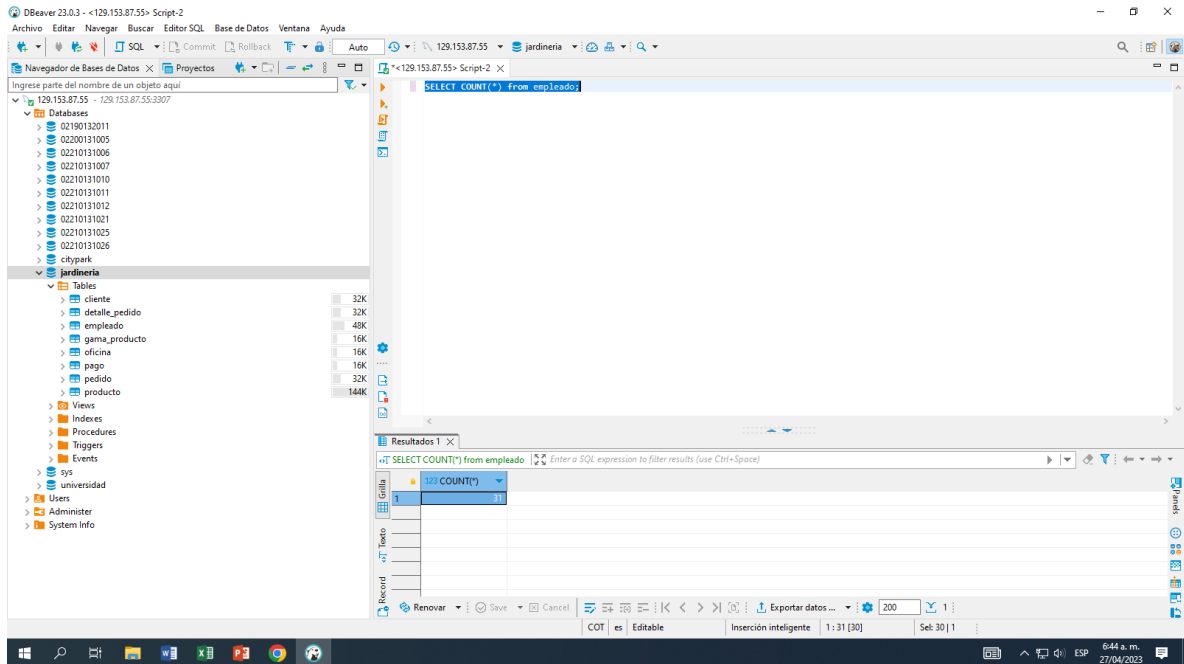 DBeaver 23.0.3 - <129.153.87.55> Script-2
Archivo Editar Navegar Buscar Editor SQL Base de Datos Ventana Ayuda
SQL Commit Rollback Auto 129.153.87.55 jardineria
Navegador de Bases de Datos Proyectos
*<129.153.87.55> Script-2
Ingrese parte del nombre de un objeto aquí
SELECT COUNT(*) from empleado;
129.153.87.55 - 129.153.87.55:3307
Databases
02190132011
02200131005
02210131006
02210131007
02210131010
02210131011
02210131012
02210131021
02210131025
02210131026
citypark
jardineria
Tables
cliente 32K
detalle_pedido 32K
empleado 48K
gama_producto 16K
oficina 16K
pago 16K
pedido 32K
producto 144K
Views
Indexes
Procedures
Triggers
Events
sys
universidad
Users
Administer
System Info
Resultados 1
SELECT COUNT(*) from empleado Enter a SQL expression to filter results (use Ctrl+Space)
Grilla
Texto
Record
123 COUNT(*)
1 31
Panels
Renovar Save Cancel Exportar datos ... 200 1
COT es Editable Inserción inteligente 1 : 31 [30] Sel: 30 | 1
ESP 6:44 a. m.
27/04/2023